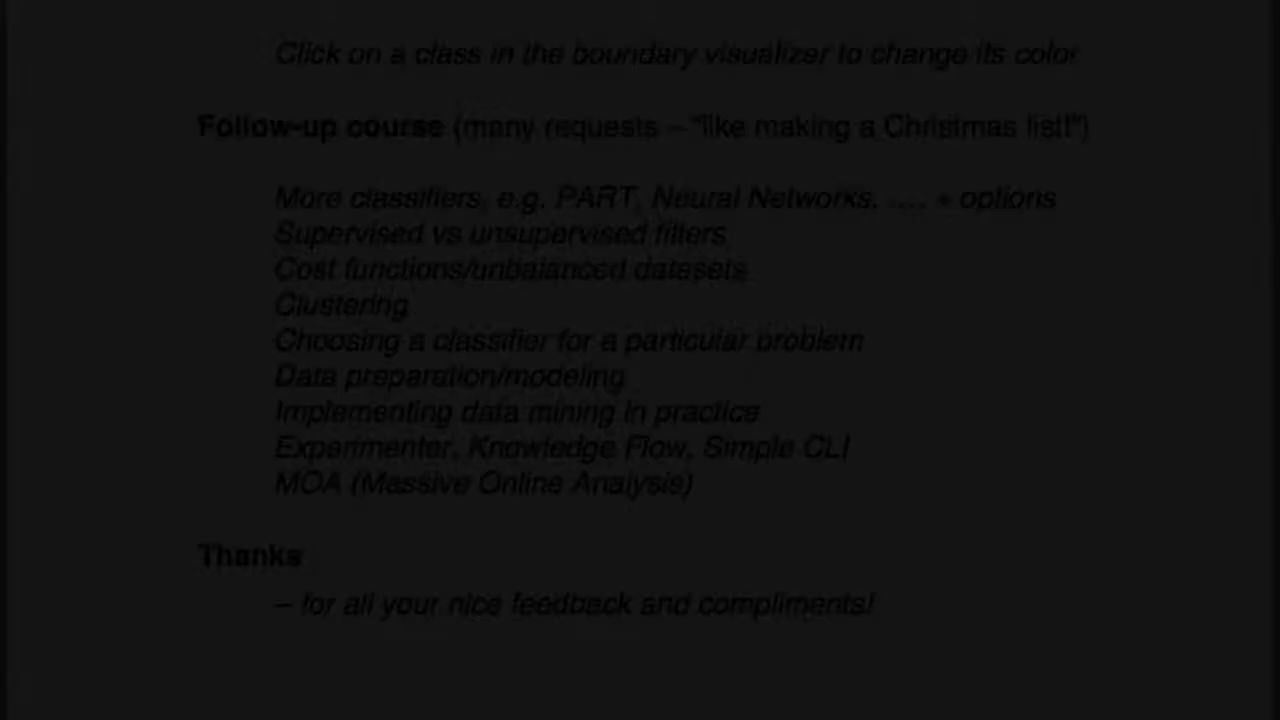 Click on a class in the boundary visualizer to change its color
Follow-up course (many requests – "like making a Christmas list!")
More classifiers, e.g. PART, Neural Networks, …. + options
Supervised vs unsupervised filters
Cost functions/unbalanced datasets
Clustering
Choosing a classifier for a particular problem
Data preparation/modeling
Implementing data mining in practice
Experimenter, Knowledge Flow, Simple CLI
MOA (Massive Online Analysis)
Thanks
– for all your nice feedback and compliments!